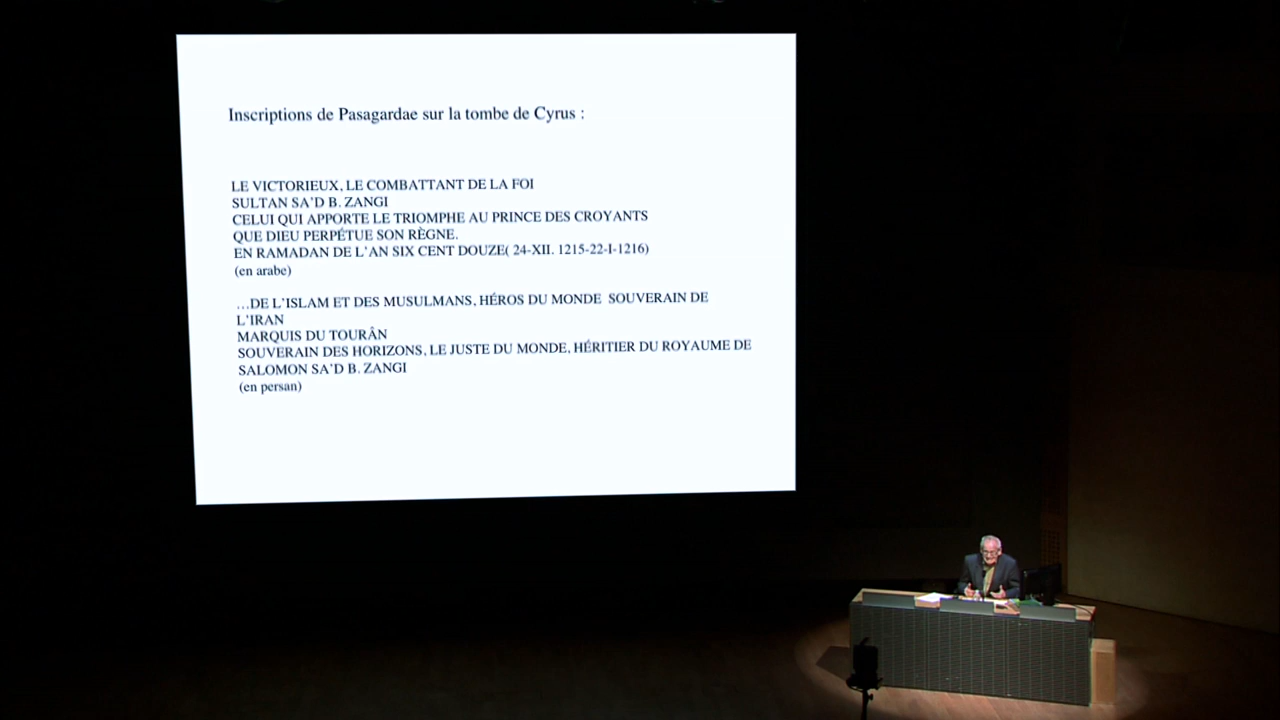 Inscriptions de Pasagardae sur la tombe de Cyrus :
LE VICTORIEUX, LE COMBATTANT DE LA FOI
SULTAN SA'D B. ZANGI
CELUI QUI APPORTE LE TRIOMPHE AU PRINCE DES CROYANTS
QUE DIEU PERPÉTUE SON RÈGNE.
EN RAMADAN DE L'AN SIX CENT DOUZE( 24-XII. 1215-22-I-1216)
(en arabe)
…DE L'ISLAM ET DES MUSULMANS, HÉROS DU MONDE SOUVERAIN DE
L'IRAN
MARQUIS DU TOURÂN
SOUVERAIN DES HORIZONS, LE JUSTE DU MONDE, HÉRITIER DU ROYAUME DE
SALOMON SA'D B. ZANGI
(en persan)